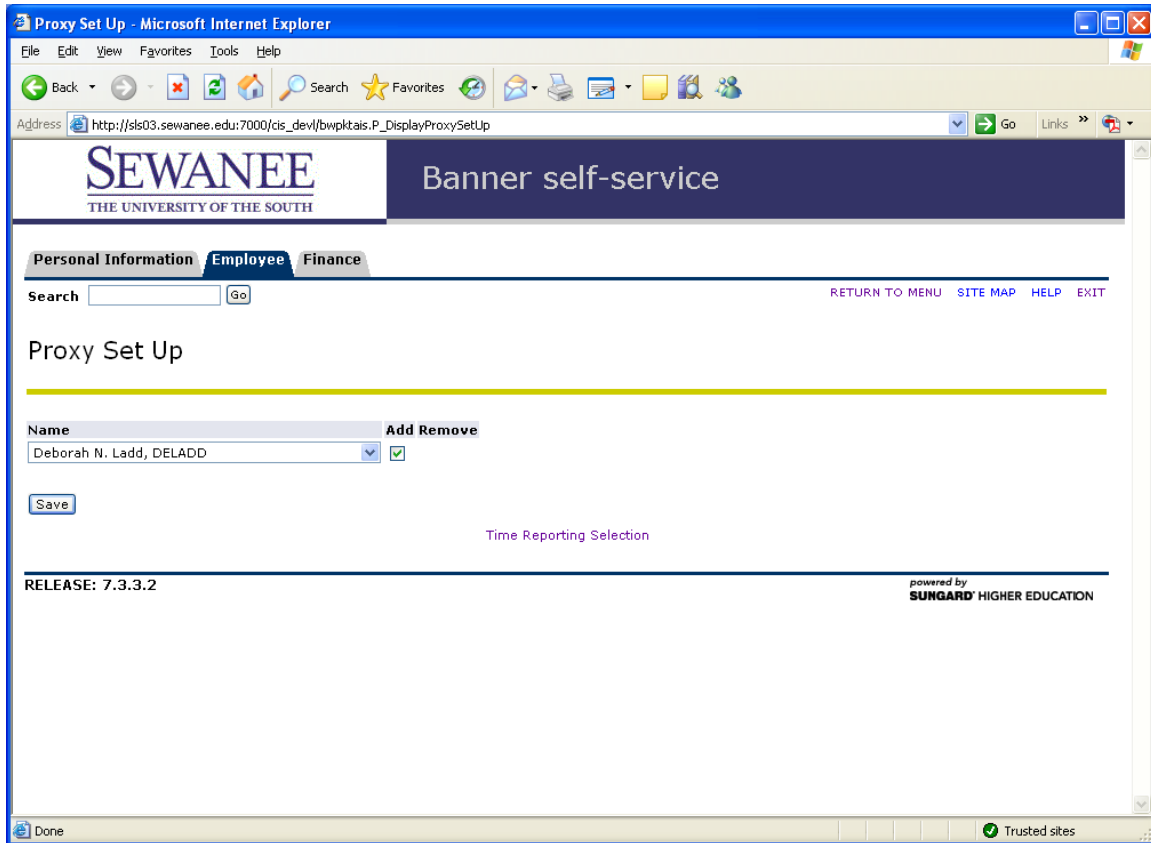 Proxy Set Up - Microsoft Internet Explorer
File Edit View Favorites Tools Help
Back Search Favorites
Address http://sls03.sewanee.edu:7000/cis_devl/bwpktais.P_DisplayProxySetUp Go Links »
SEWANEE
THE UNIVERSITY OF THE SOUTH
Banner self-service
Personal Information Employee Finance
Search Go RETURN TO MENU SITE MAP HELP EXIT
Proxy Set Up
Name Add Remove
Deborah N. Ladd, DELADD
Save
Time Reporting Selection
RELEASE: 7.3.3.2
powered by
SUNGARD' HIGHER EDUCATION
Done Trusted sites